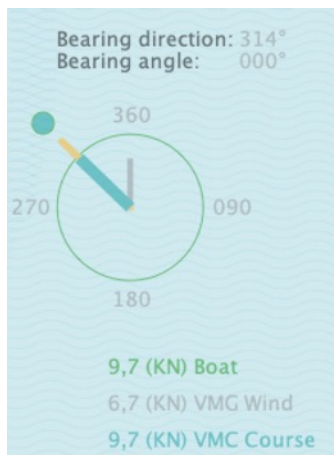 Bearing direction: 314°
Bearing angle: 000°
360
270 090
180
9,7 (KN) Boat
6,7 (KN) VMG Wind
9,7 (KN) VMC Course